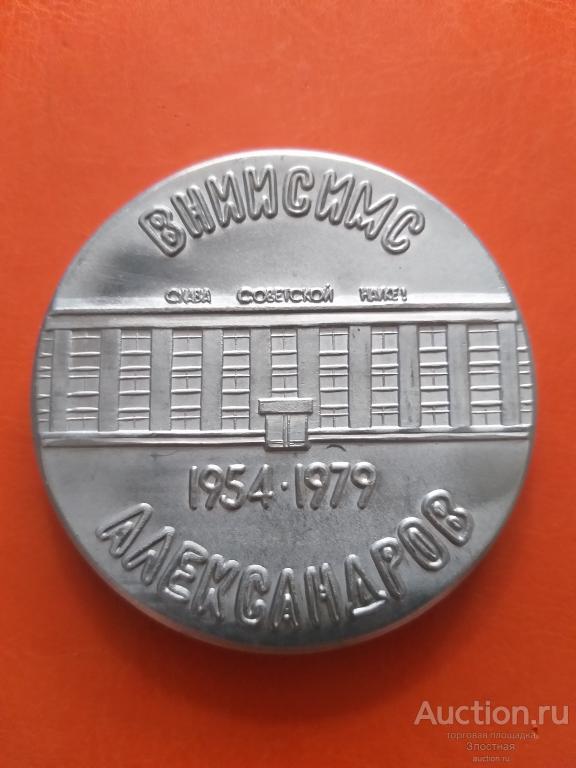 ВНИИСИМС
СЛАВА СОВЕТСКОЙ НАУКЕ!
1954·1979
АЛЕКСАНДРОВ
Auction.ru
торговая площадка
Злостная
auction.ru